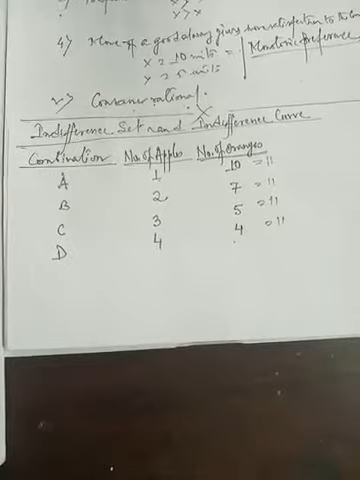 x > x
4) More of a good always gives more satisfaction to the
x = 10 units = Monotonic preference
y = 5 units
Consumer rational.
Indifference Set and Indifference Curve
Combination No. of Apples No. of oranges
A 1 10 = 11
B 2 7 = 11
C 3 5 = 11
D 4 4 = 11